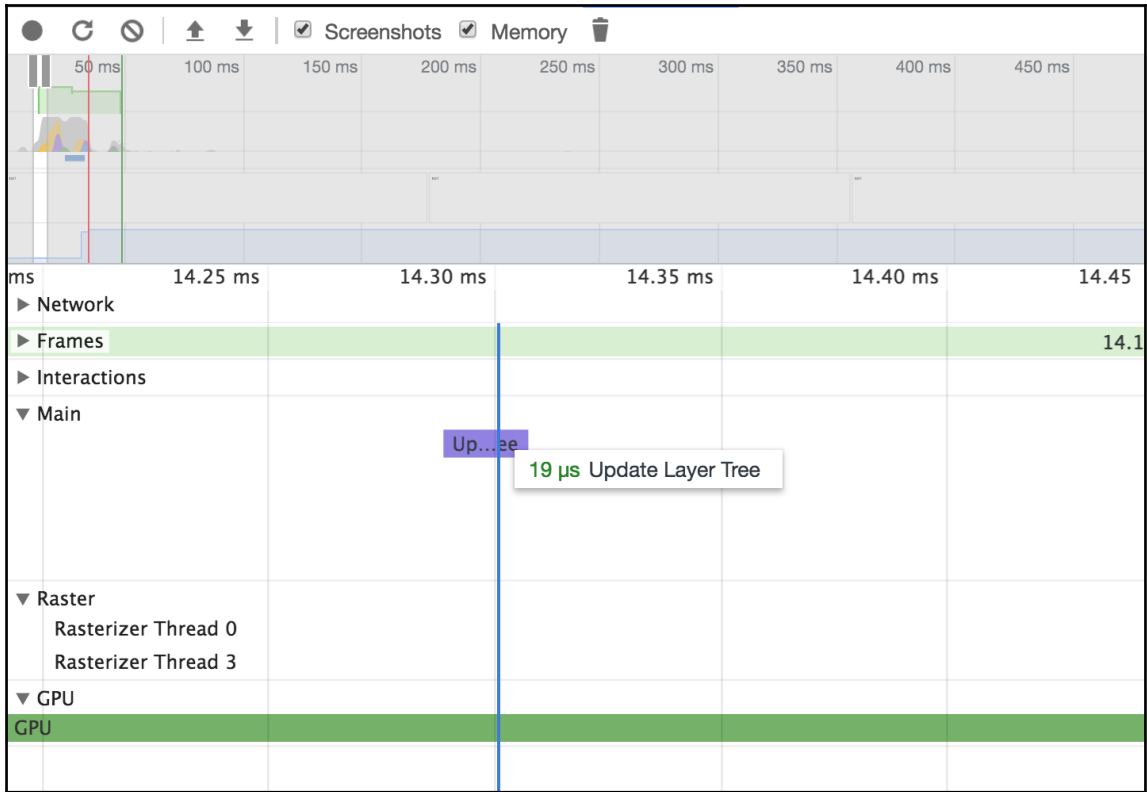 Screenshots Memory
50 ms 100 ms 150 ms 200 ms 250 ms 300 ms 350 ms 400 ms 450 ms
ms 14.25 ms 14.30 ms 14.35 ms 14.40 ms 14.45
Network
Frames 14.1
Interactions
Main
Up...ee
19 µs Update Layer Tree
Raster
Rasterizer Thread 0
Rasterizer Thread 3
GPU
GPU